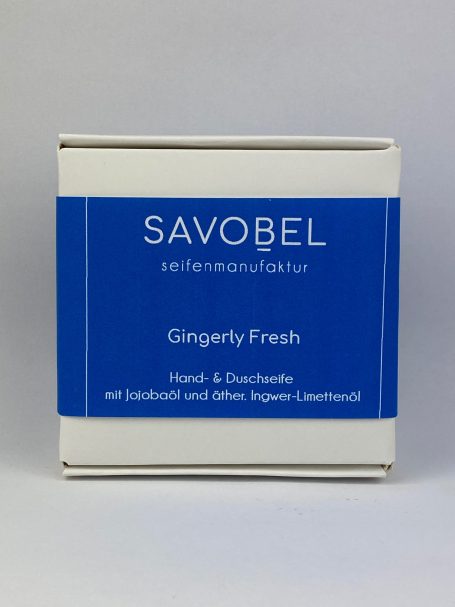 SAVOBEL
seifenmanufaktur
Gingerly Fresh
Hand- & Duschseife
mit Jojobaöl und äther. Ingwer-Limettenöl